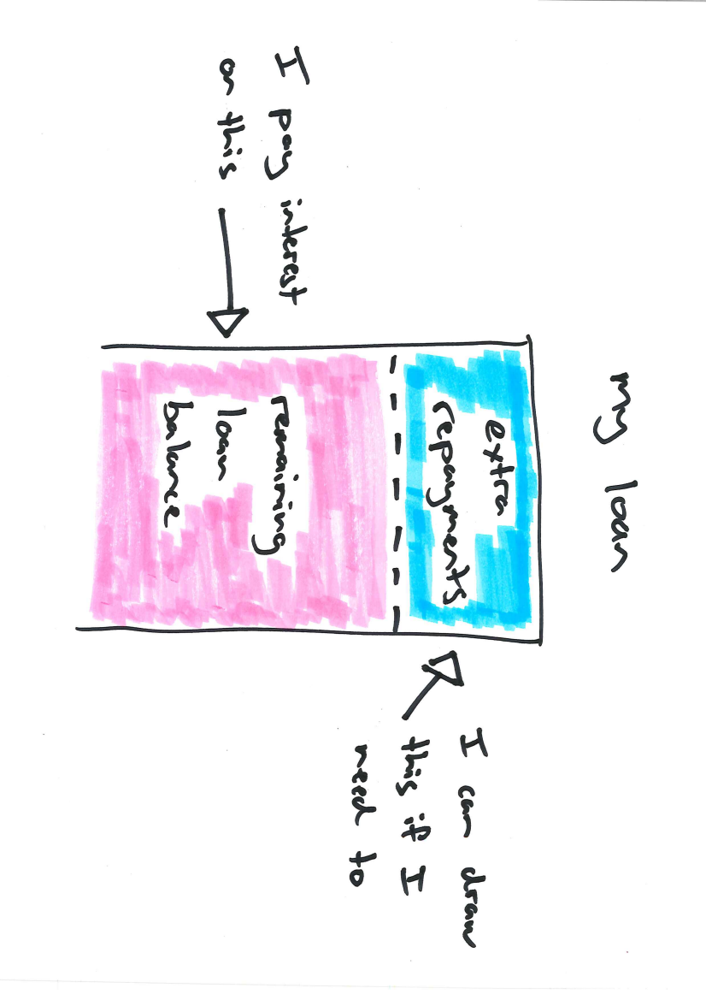 my loan
extra
repayments
I pay interest
on this
remaining
loan
balance
I can draw
this if I
need to